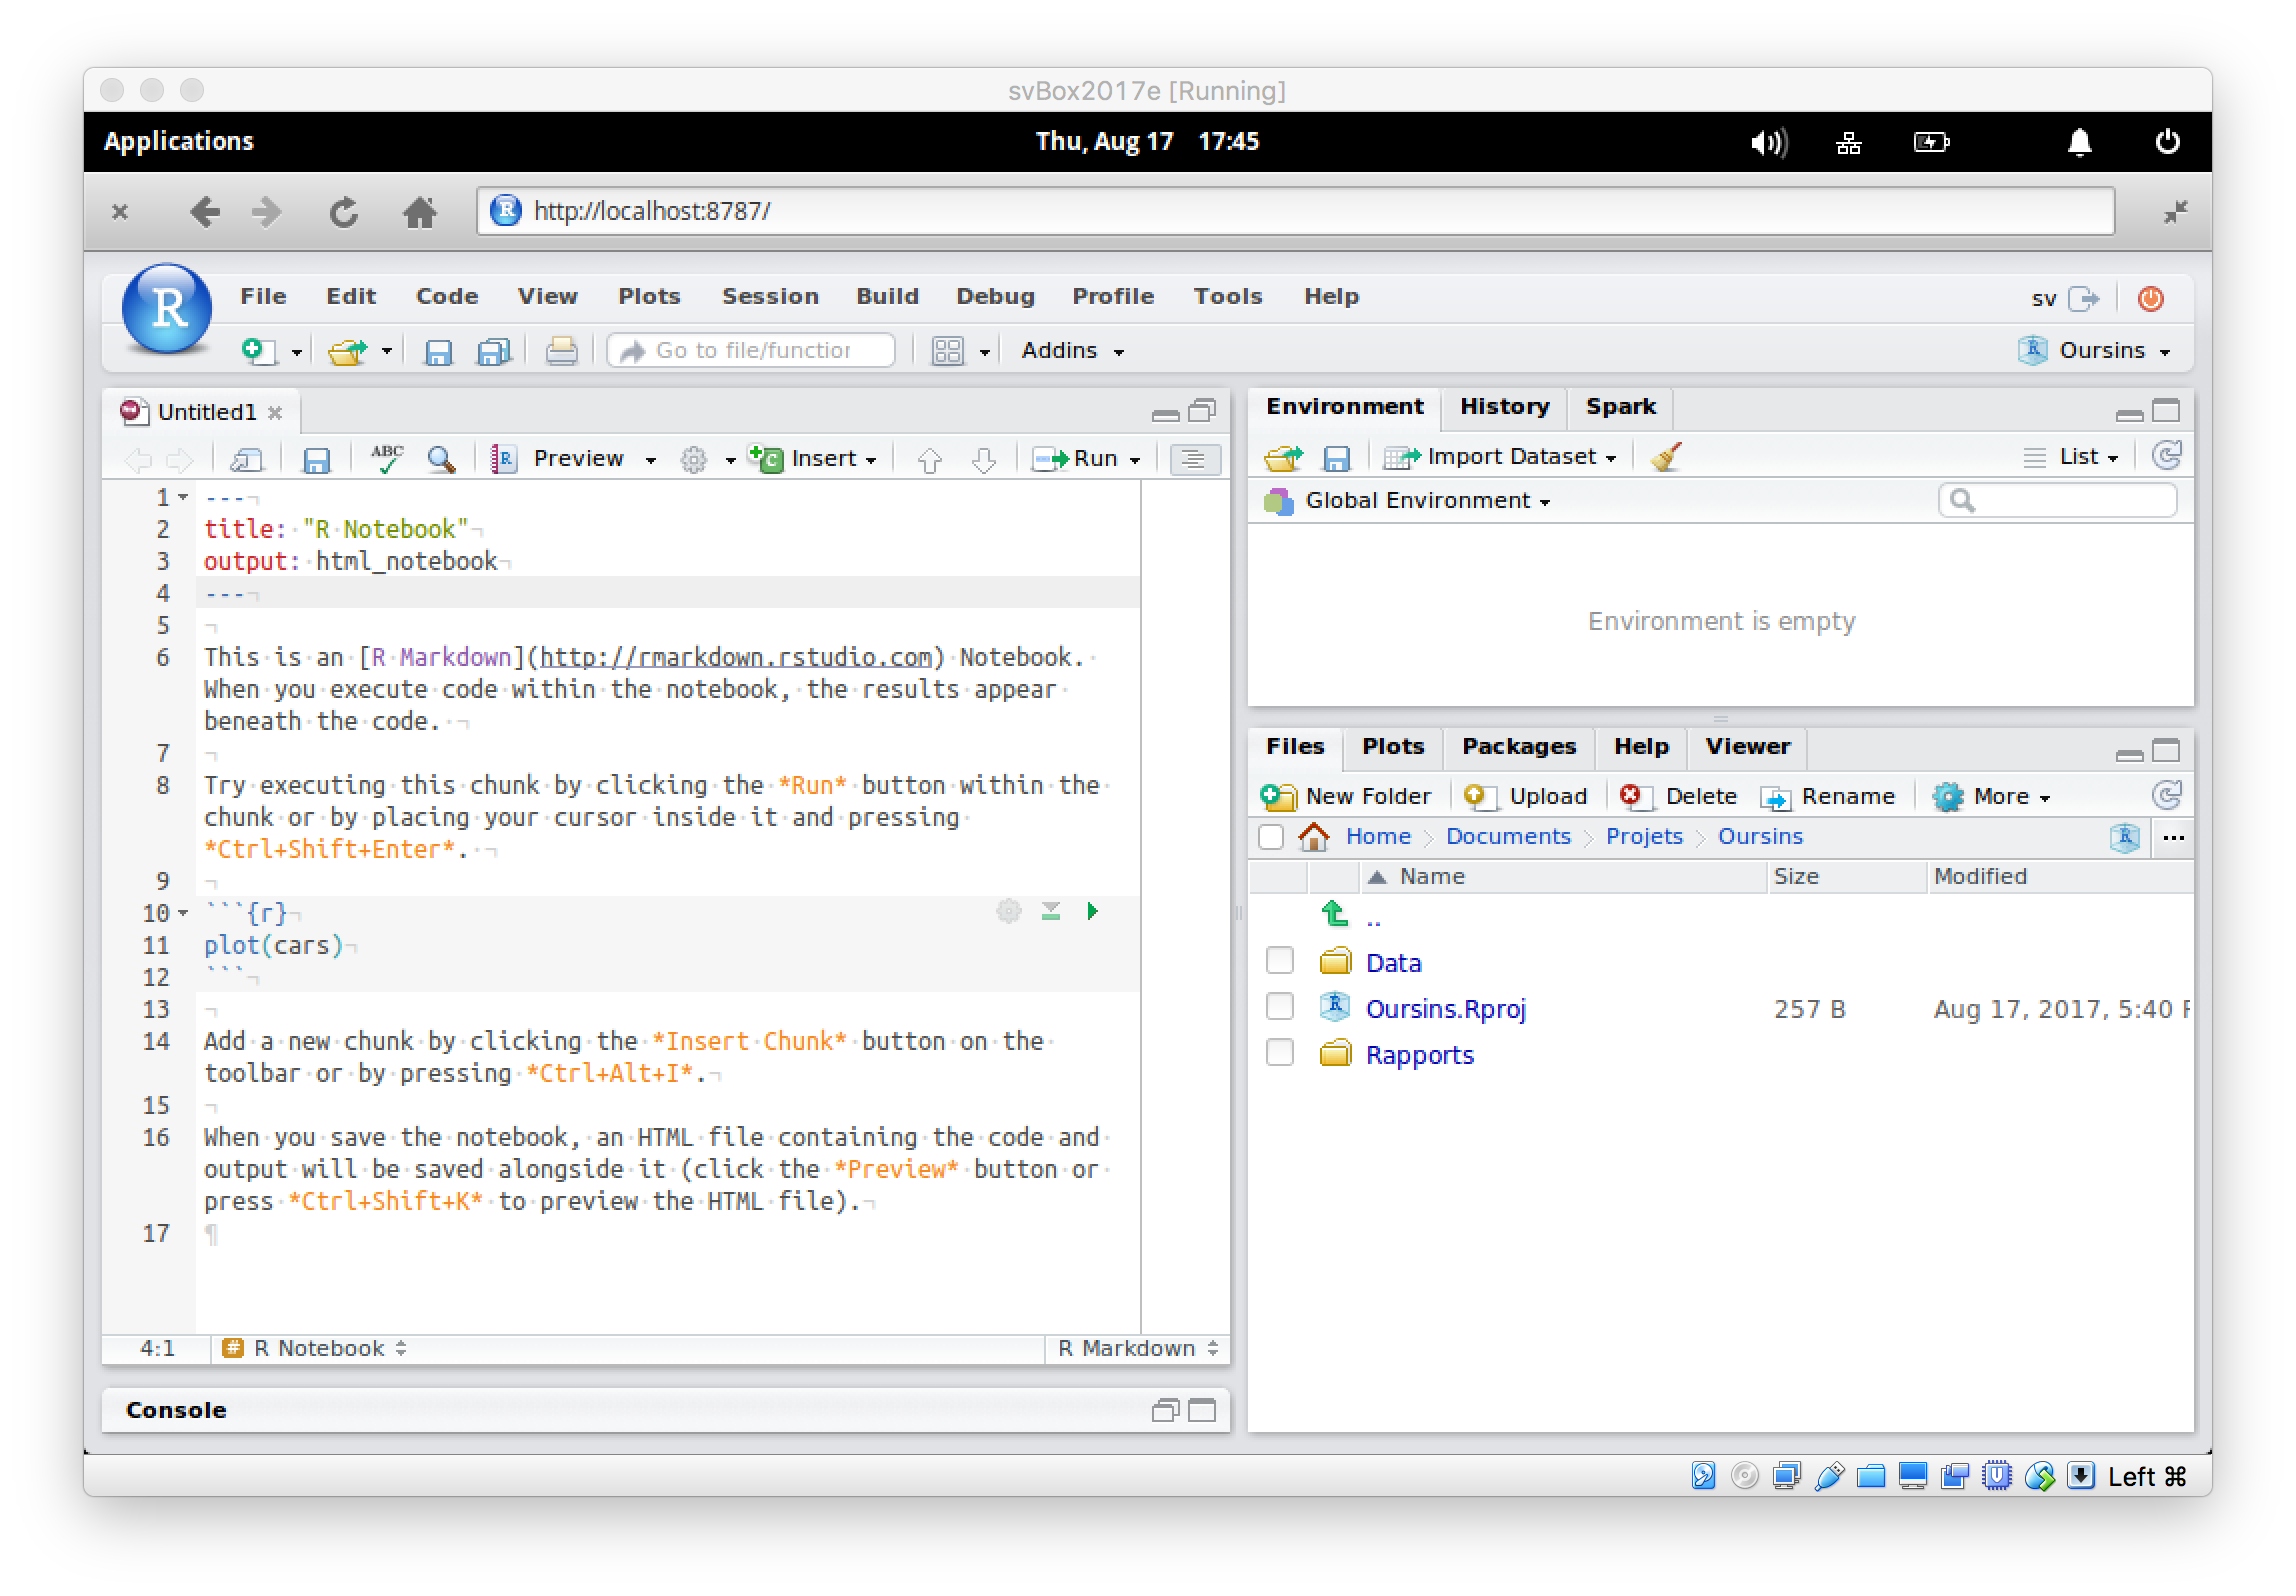 svBox2017e [Running]
Applications
Thu, Aug 17 17:45
http://localhost:8787/
R
File Edit Code View Plots Session Build Debug Profile Tools Help
sv
Go to file/function
Addins
Oursins
Untitled1
ABC
Preview
Insert
Run
1 ---
2 title: "R Notebook"
3 output: html_notebook
4 ---
5
6 This is an [R Markdown](http://rmarkdown.rstudio.com) Notebook.
When you execute code within the notebook, the results appear
beneath the code.
7
8 Try executing this chunk by clicking the *Run* button within the
chunk or by placing your cursor inside it and pressing
*Ctrl+Shift+Enter*.
9
10 ```{r}
11 plot(cars)
12 ```
13
14 Add a new chunk by clicking the *Insert Chunk* button on the
toolbar or by pressing *Ctrl+Alt+I*.
15
16 When you save the notebook, an HTML file containing the code and
output will be saved alongside it (click the *Preview* button or
press *Ctrl+Shift+K* to preview the HTML file).
17 ¶
4:1 R Notebook R Markdown
Console
Environment History Spark
Import Dataset
List
Global Environment
Environment is empty
Files Plots Packages Help Viewer
New Folder Upload Delete Rename More
Home Documents Projets Oursins ...
Name Size Modified
..
Data
Oursins.Rproj 257 B Aug 17, 2017, 5:40
Rapports
Left ⌘